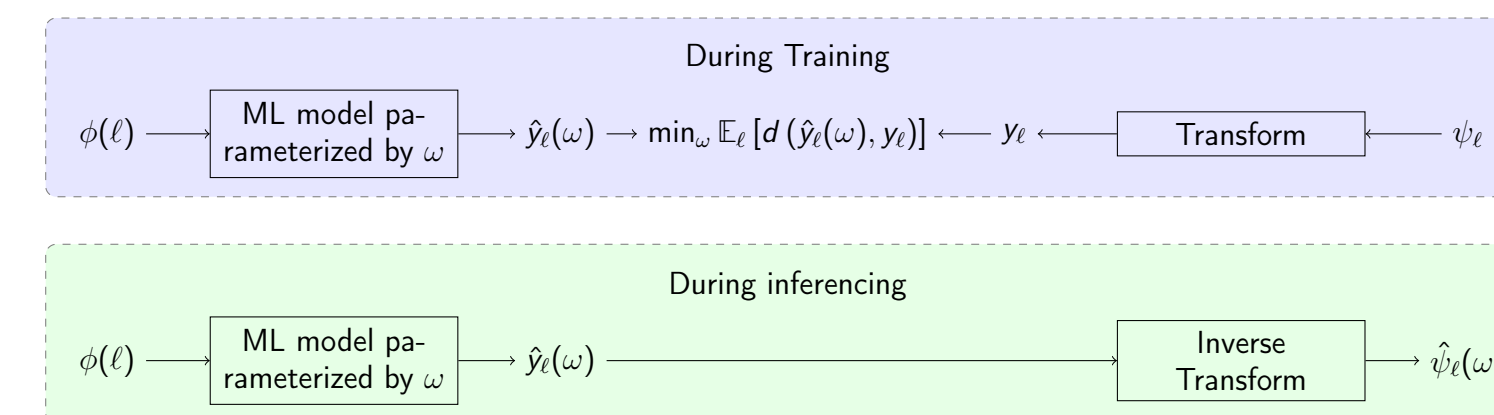 During Training
ϕ(ℓ)
ML model pa-
rameterized by ω
ŷℓ(ω)
minω 𝔼ℓ [d (ŷℓ(ω), yℓ)]
yℓ
Transform
ψℓ
During inferencing
ϕ(ℓ)
ML model pa-
rameterized by ω
ŷℓ(ω)
Inverse
Transform
ψ̂ℓ(ω